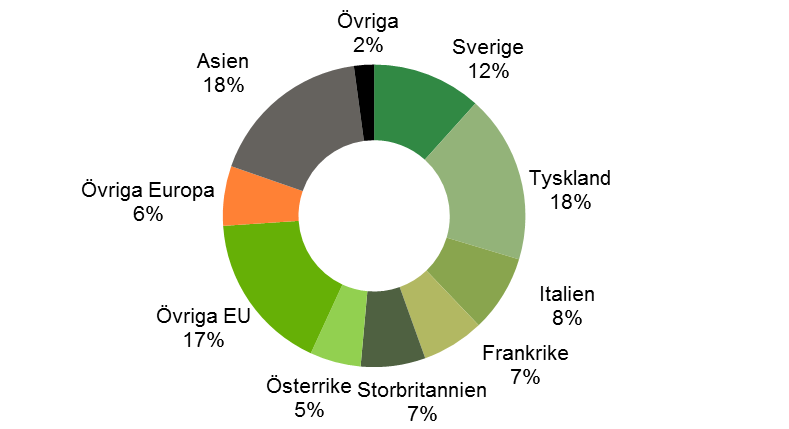 Övriga
2%
Sverige
12%
Tyskland
18%
Italien
8%
Frankrike
7%
Storbritannien
7%
Österrike
5%
Övriga EU
17%
Övriga Europa
6%
Asien
18%